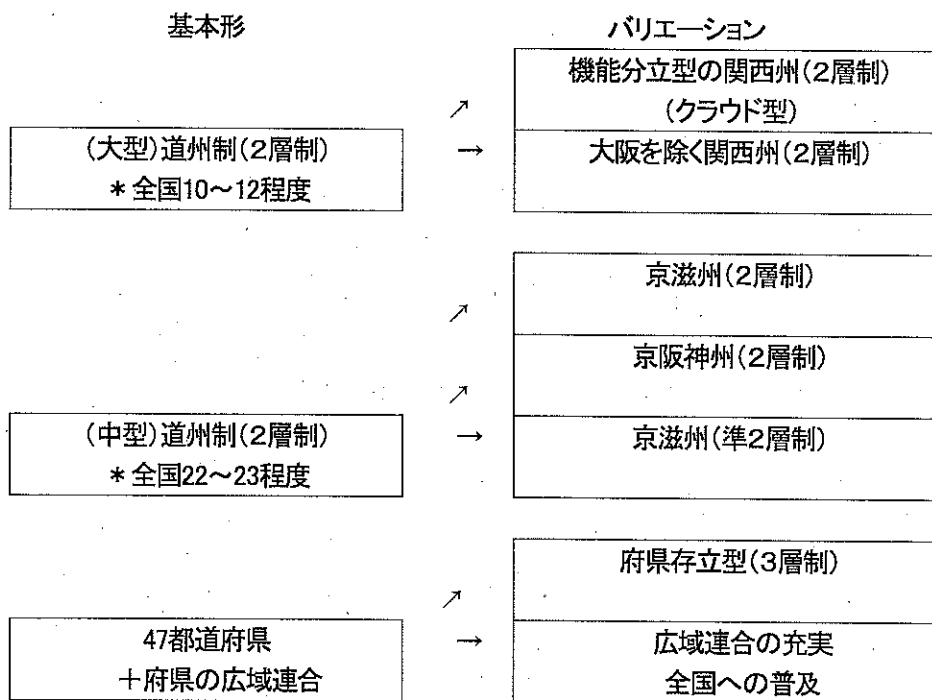 基本形
バリエーション
機能分立型の関西州(2層制)
(クラウド型)
↗
(大型)道州制(2層制)
→
大阪を除く関西州(2層制)
*全国10～12程度
京滋州(2層制)
↗
京阪神州(2層制)
↗
(中型)道州制(2層制)
→
京滋州(準2層制)
*全国22～23程度
府県存立型(3層制)
↗
47都道府県
→
広域連合の充実
+府県の広域連合
全国への普及